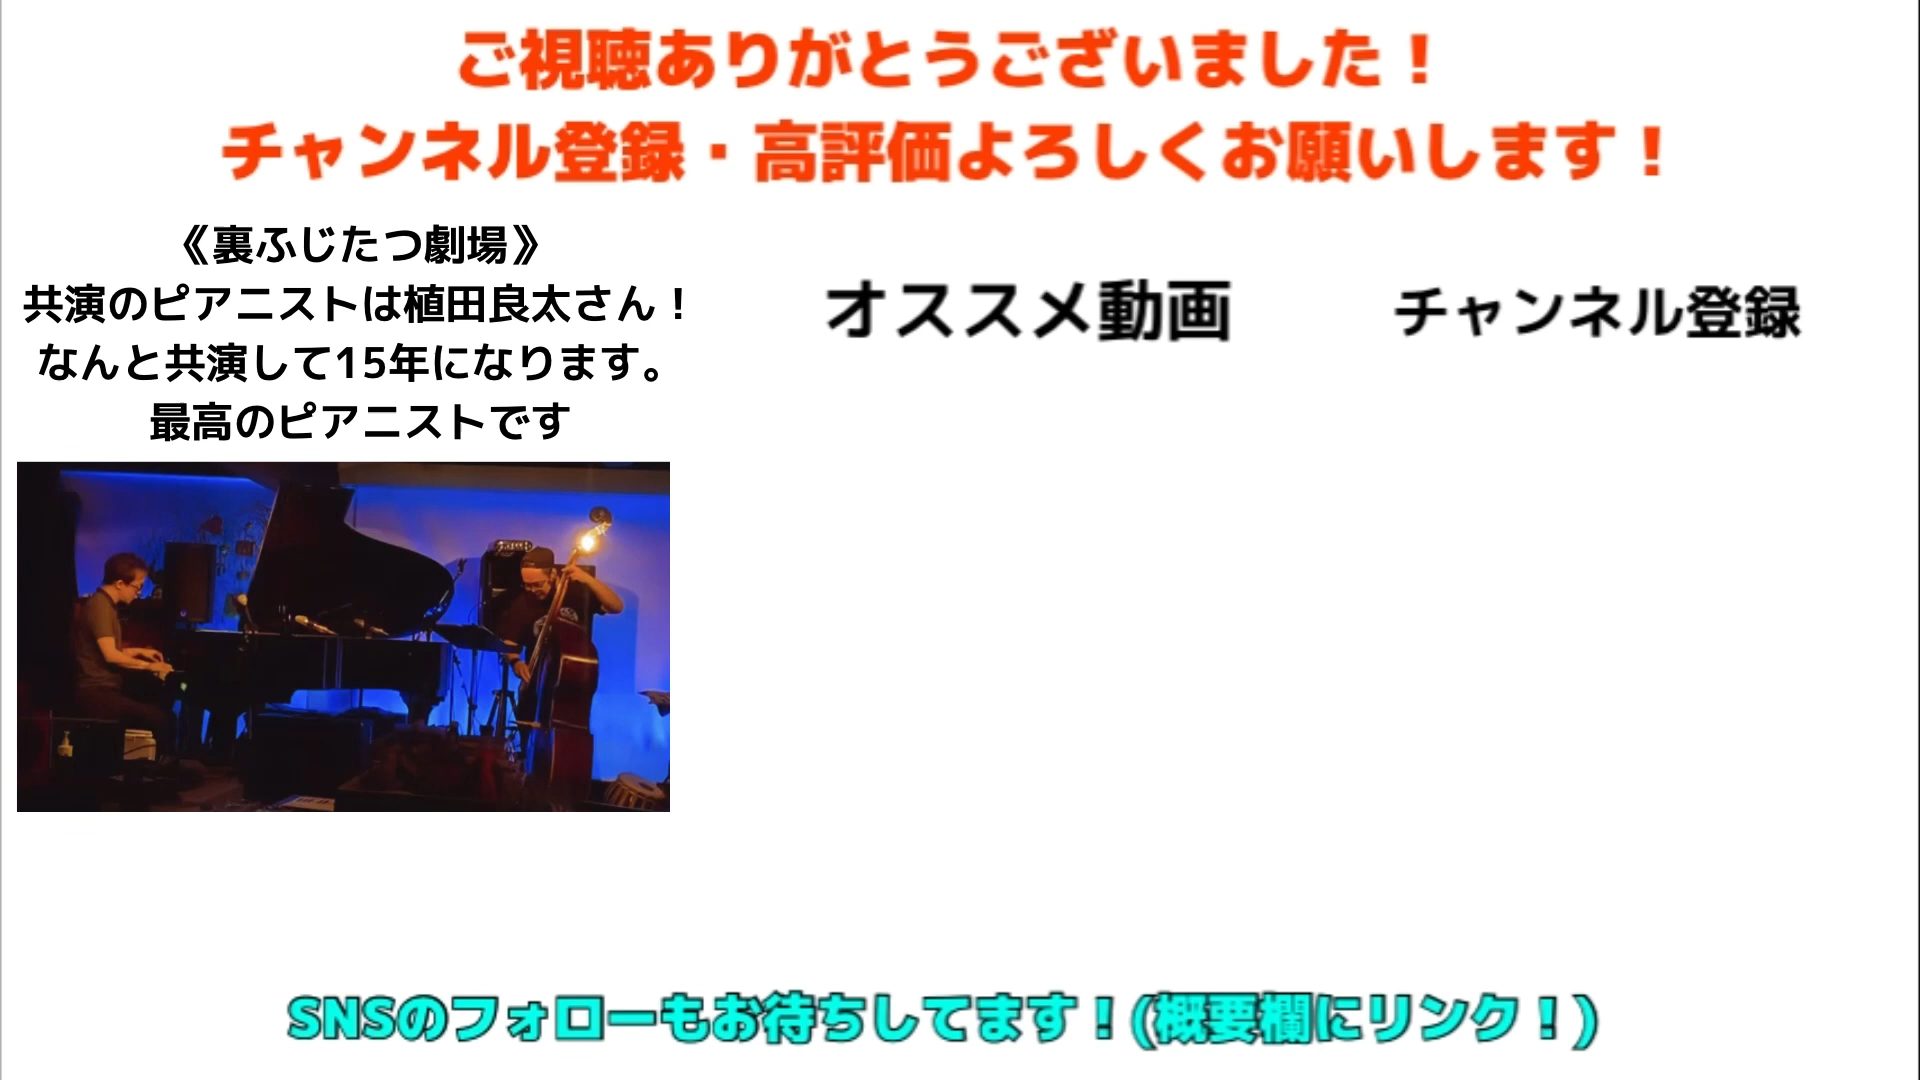 ご視聴ありがとうございました！
チャンネル登録・高評価よろしくお願いします！
《裏ふじたつ劇場》
共演のピアニストは植田良太さん！
なんと共演して15年になります。
最高のピアニストです
オススメ動画
チャンネル登録
SNSのフォローもお待ちしてます！(概要欄にリンク！)